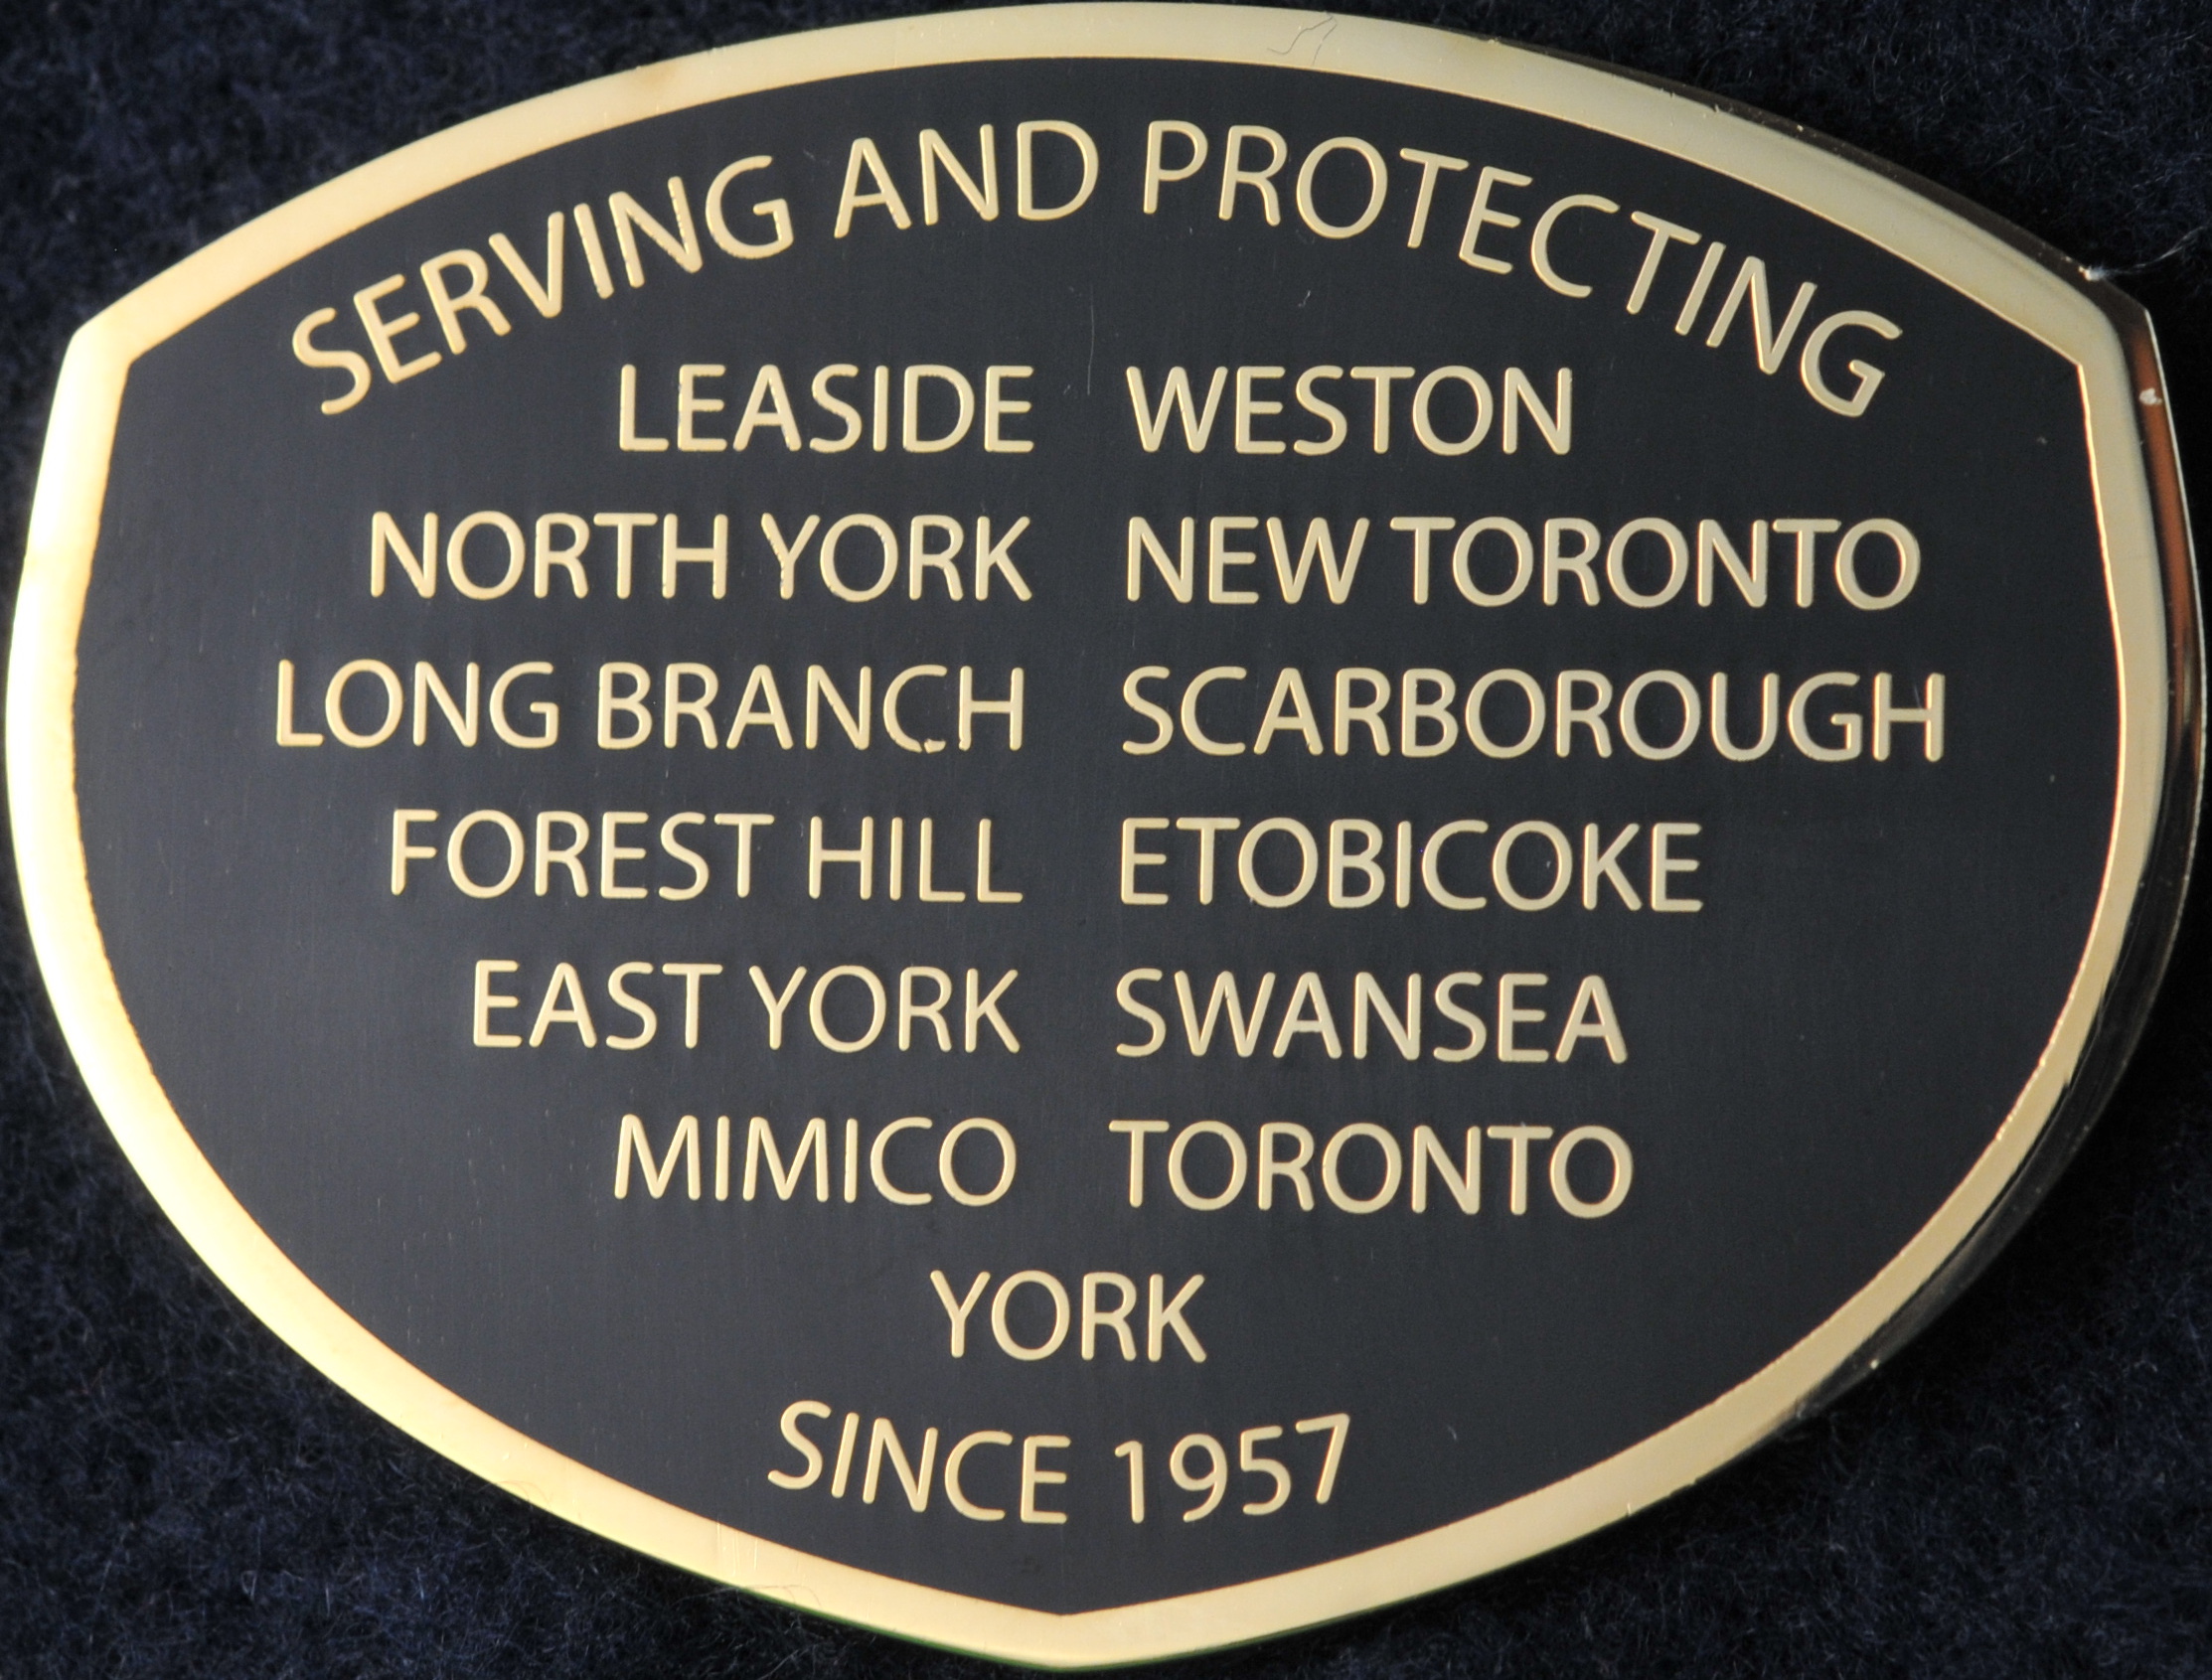 SERVING AND PROTECTING
LEASIDE WESTON
NORTH YORK NEW TORONTO
LONG BRANCH SCARBOROUGH
FOREST HILL ETOBICOKE
EAST YORK SWANSEA
MIMICO TORONTO
YORK
SINCE 1957